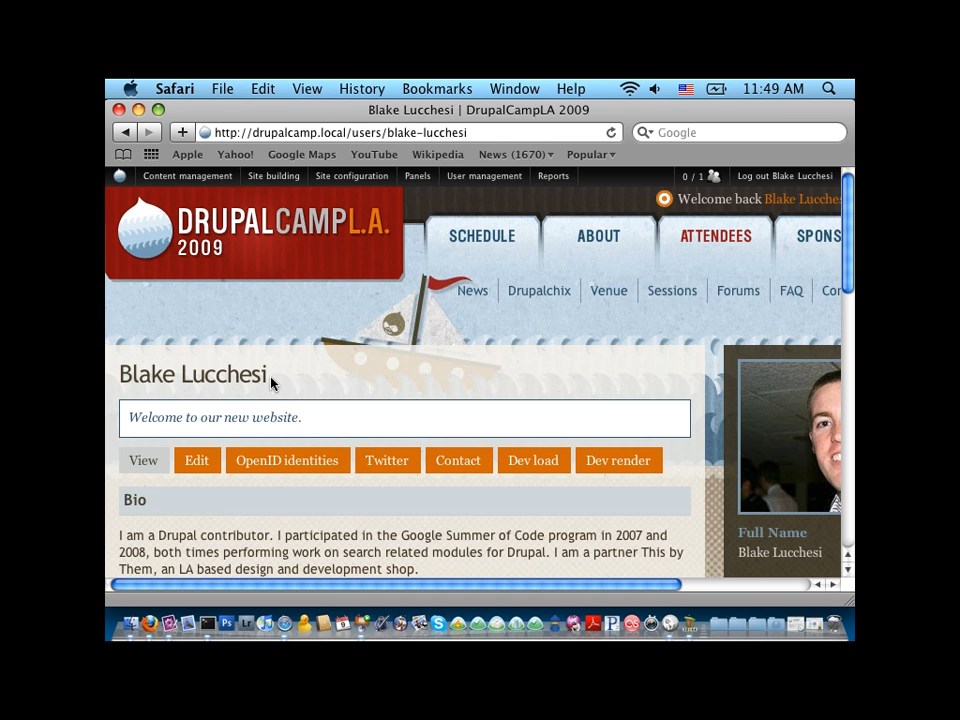 Safari File Edit View History Bookmarks Window Help 11:49 AM
Blake Lucchesi | DrupalCampLA 2009
http://drupalcamp.local/users/blake-lucchesi Google
Apple Yahoo! Google Maps YouTube Wikipedia News (1670) Popular
Content management Site building Site configuration Panels User management Reports 0 / 1 Log out Blake Lucchesi
Welcome back Blake Lucche
DRUPALCAMPL.A.
2009
SCHEDULE ABOUT ATTENDEES SPONS
News Drupalchix Venue Sessions Forums FAQ Cor
Blake Lucchesi
Welcome to our new website.
View Edit OpenID identities Twitter Contact Dev load Dev render
Bio
I am a Drupal contributor. I participated in the Google Summer of Code program in 2007 and
2008, both times performing work on search related modules for Drupal. I am a partner This by
Them, an LA based design and development shop.
Full Name
Blake Lucchesi
Ps Lr 9